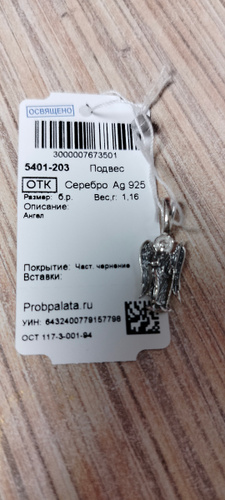 ОСВЯЩЕНО
3000007673501
5401-203 Подвес
ОТК Серебро Ag 925
Размер: б.р. Вес,г: 1,16
Описание:
Ангел
Покрытие: Част. чернение
Вставки:
Probpalata.ru
УИН: 6432400779157798
ОСТ 117-3-001-94